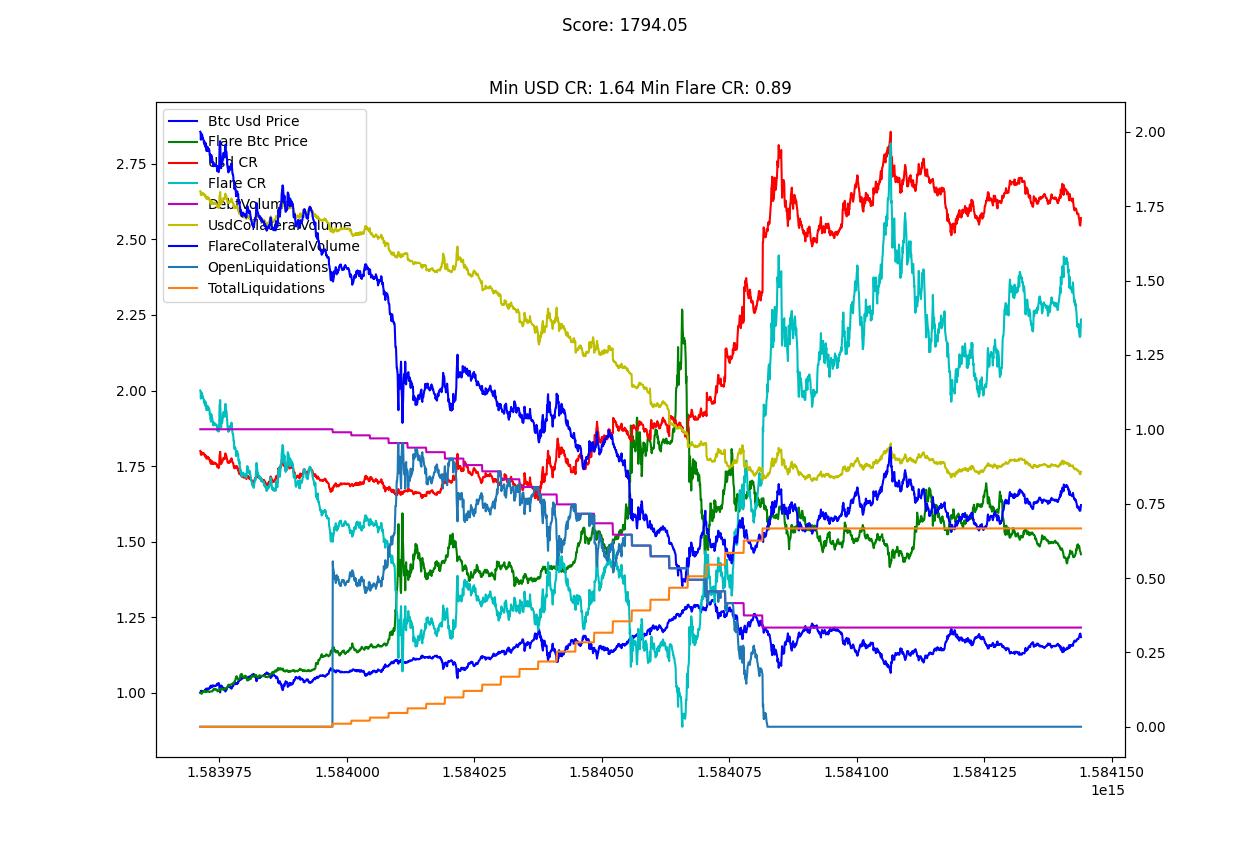 Score: 1794.05
Min USD CR: 1.64 Min Flare CR: 0.89
Btc Usd Price
Flare Btc Price
Usd CR
Flare CR
DebtVolume
UsdCollateralVolume
FlareCollateralVolume
OpenLiquidations
TotalLiquidations
2.75
2.50
2.25
2.00
1.75
1.50
1.25
1.00
2.00
1.75
1.50
1.25
1.00
0.75
0.50
0.25
0.00
1.583975
1.584000
1.584025
1.584050
1.584075
1.584100
1.584125
1.584150
1e15